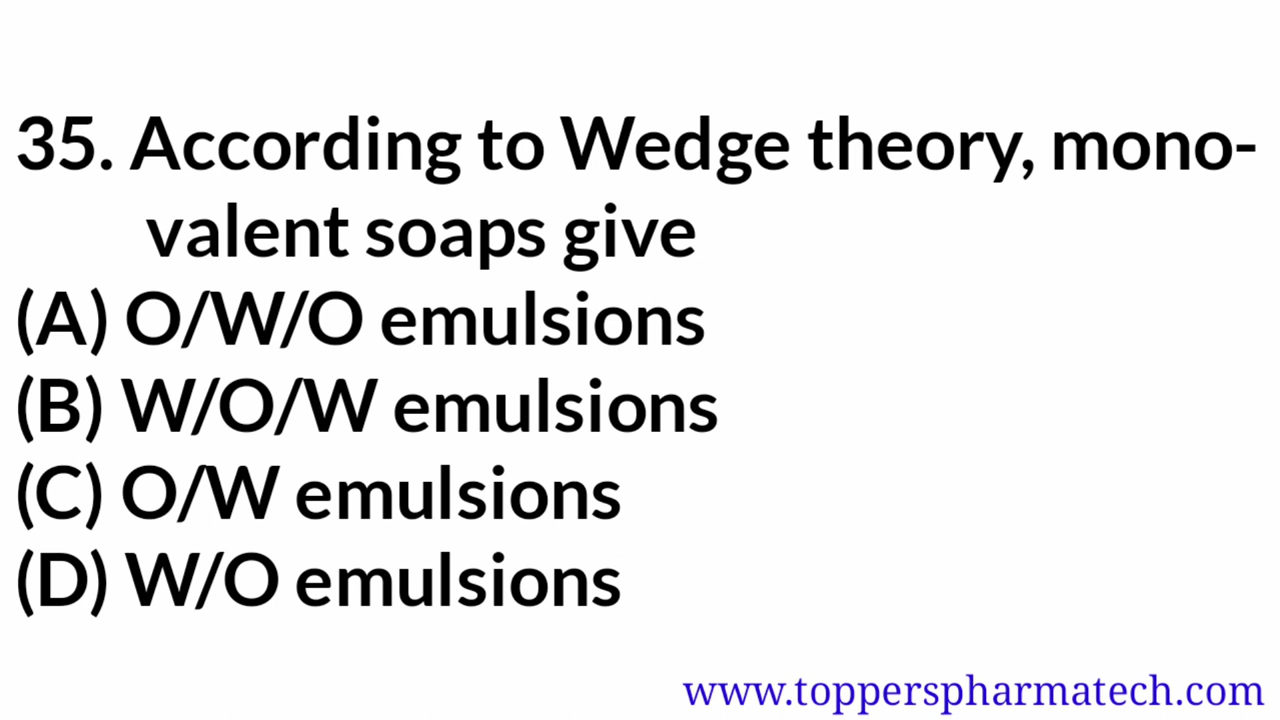 35. According to Wedge theory, mono-
valent soaps give
(A) O/W/O emulsions
(B) W/O/W emulsions
(C) O/W emulsions
(D) W/O emulsions
www.topperspharmatech.com